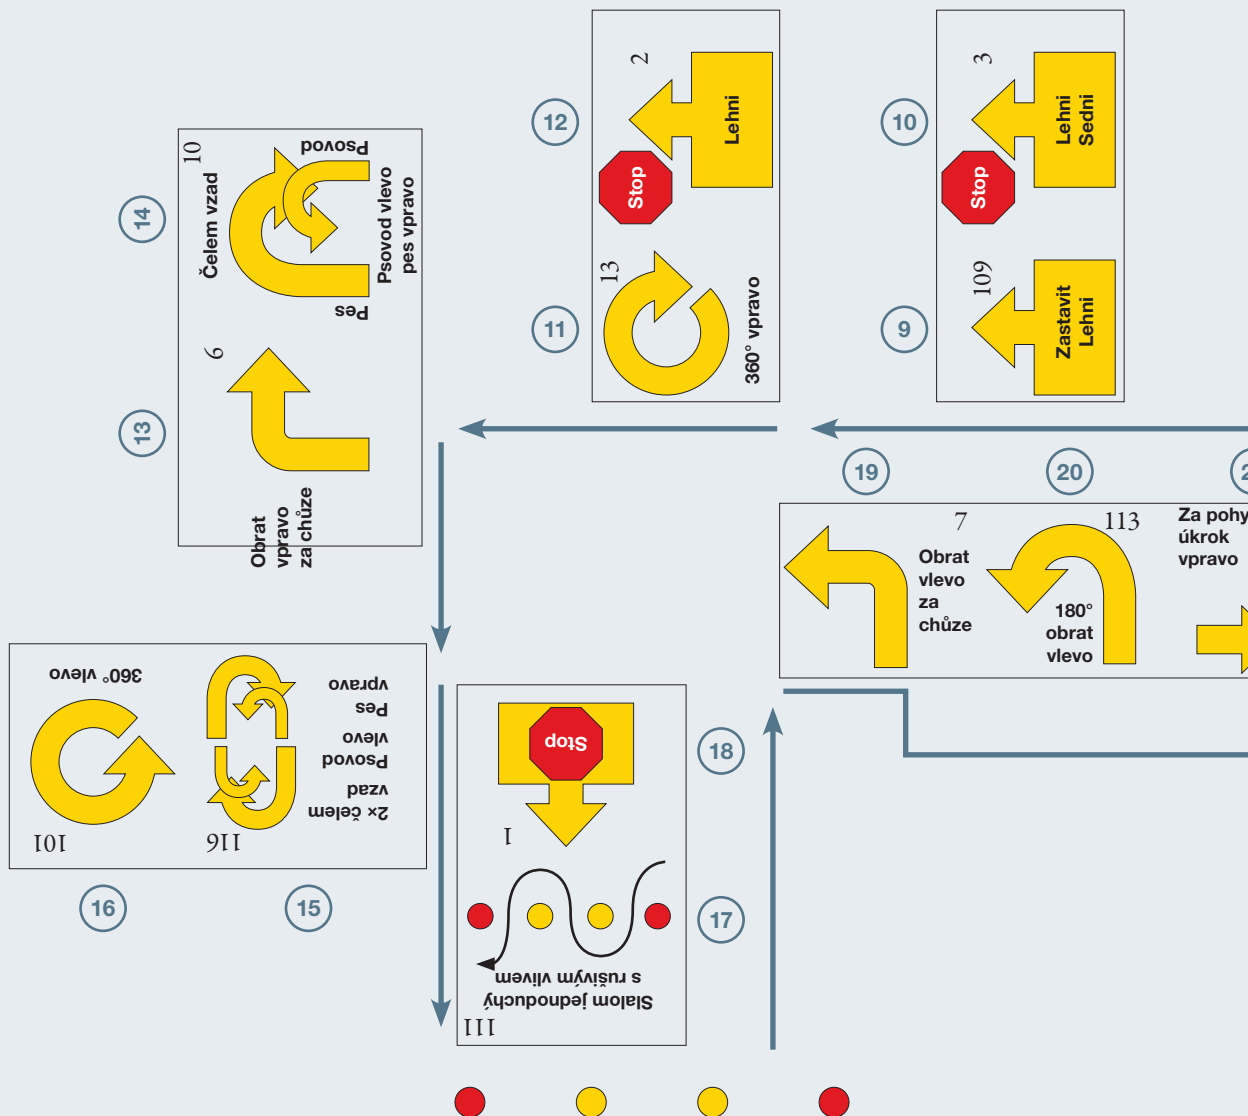 12
2
Stop
Lehni
11
13
360° vpravo
10
3
Stop
Lehni
Sedni
9
109
Zastavit
Lehni
14
10
Čelem vzad
Psovod
Pes
Psovod vlevo
pes vpravo
13
6
Obrat
vpravo
za chůze
19
7
Obrat
vlevo
za
chůze
20
113
180°
obrat
vlevo
Za pohy
úkrok
vpravo
2
16
101
360° vlevo
15
116
2× čelem
vzad
Psovod
vlevo
Pes
vpravo
18
1
Stop
17
111
Slalom jednoduchý
s rušivým vlivem